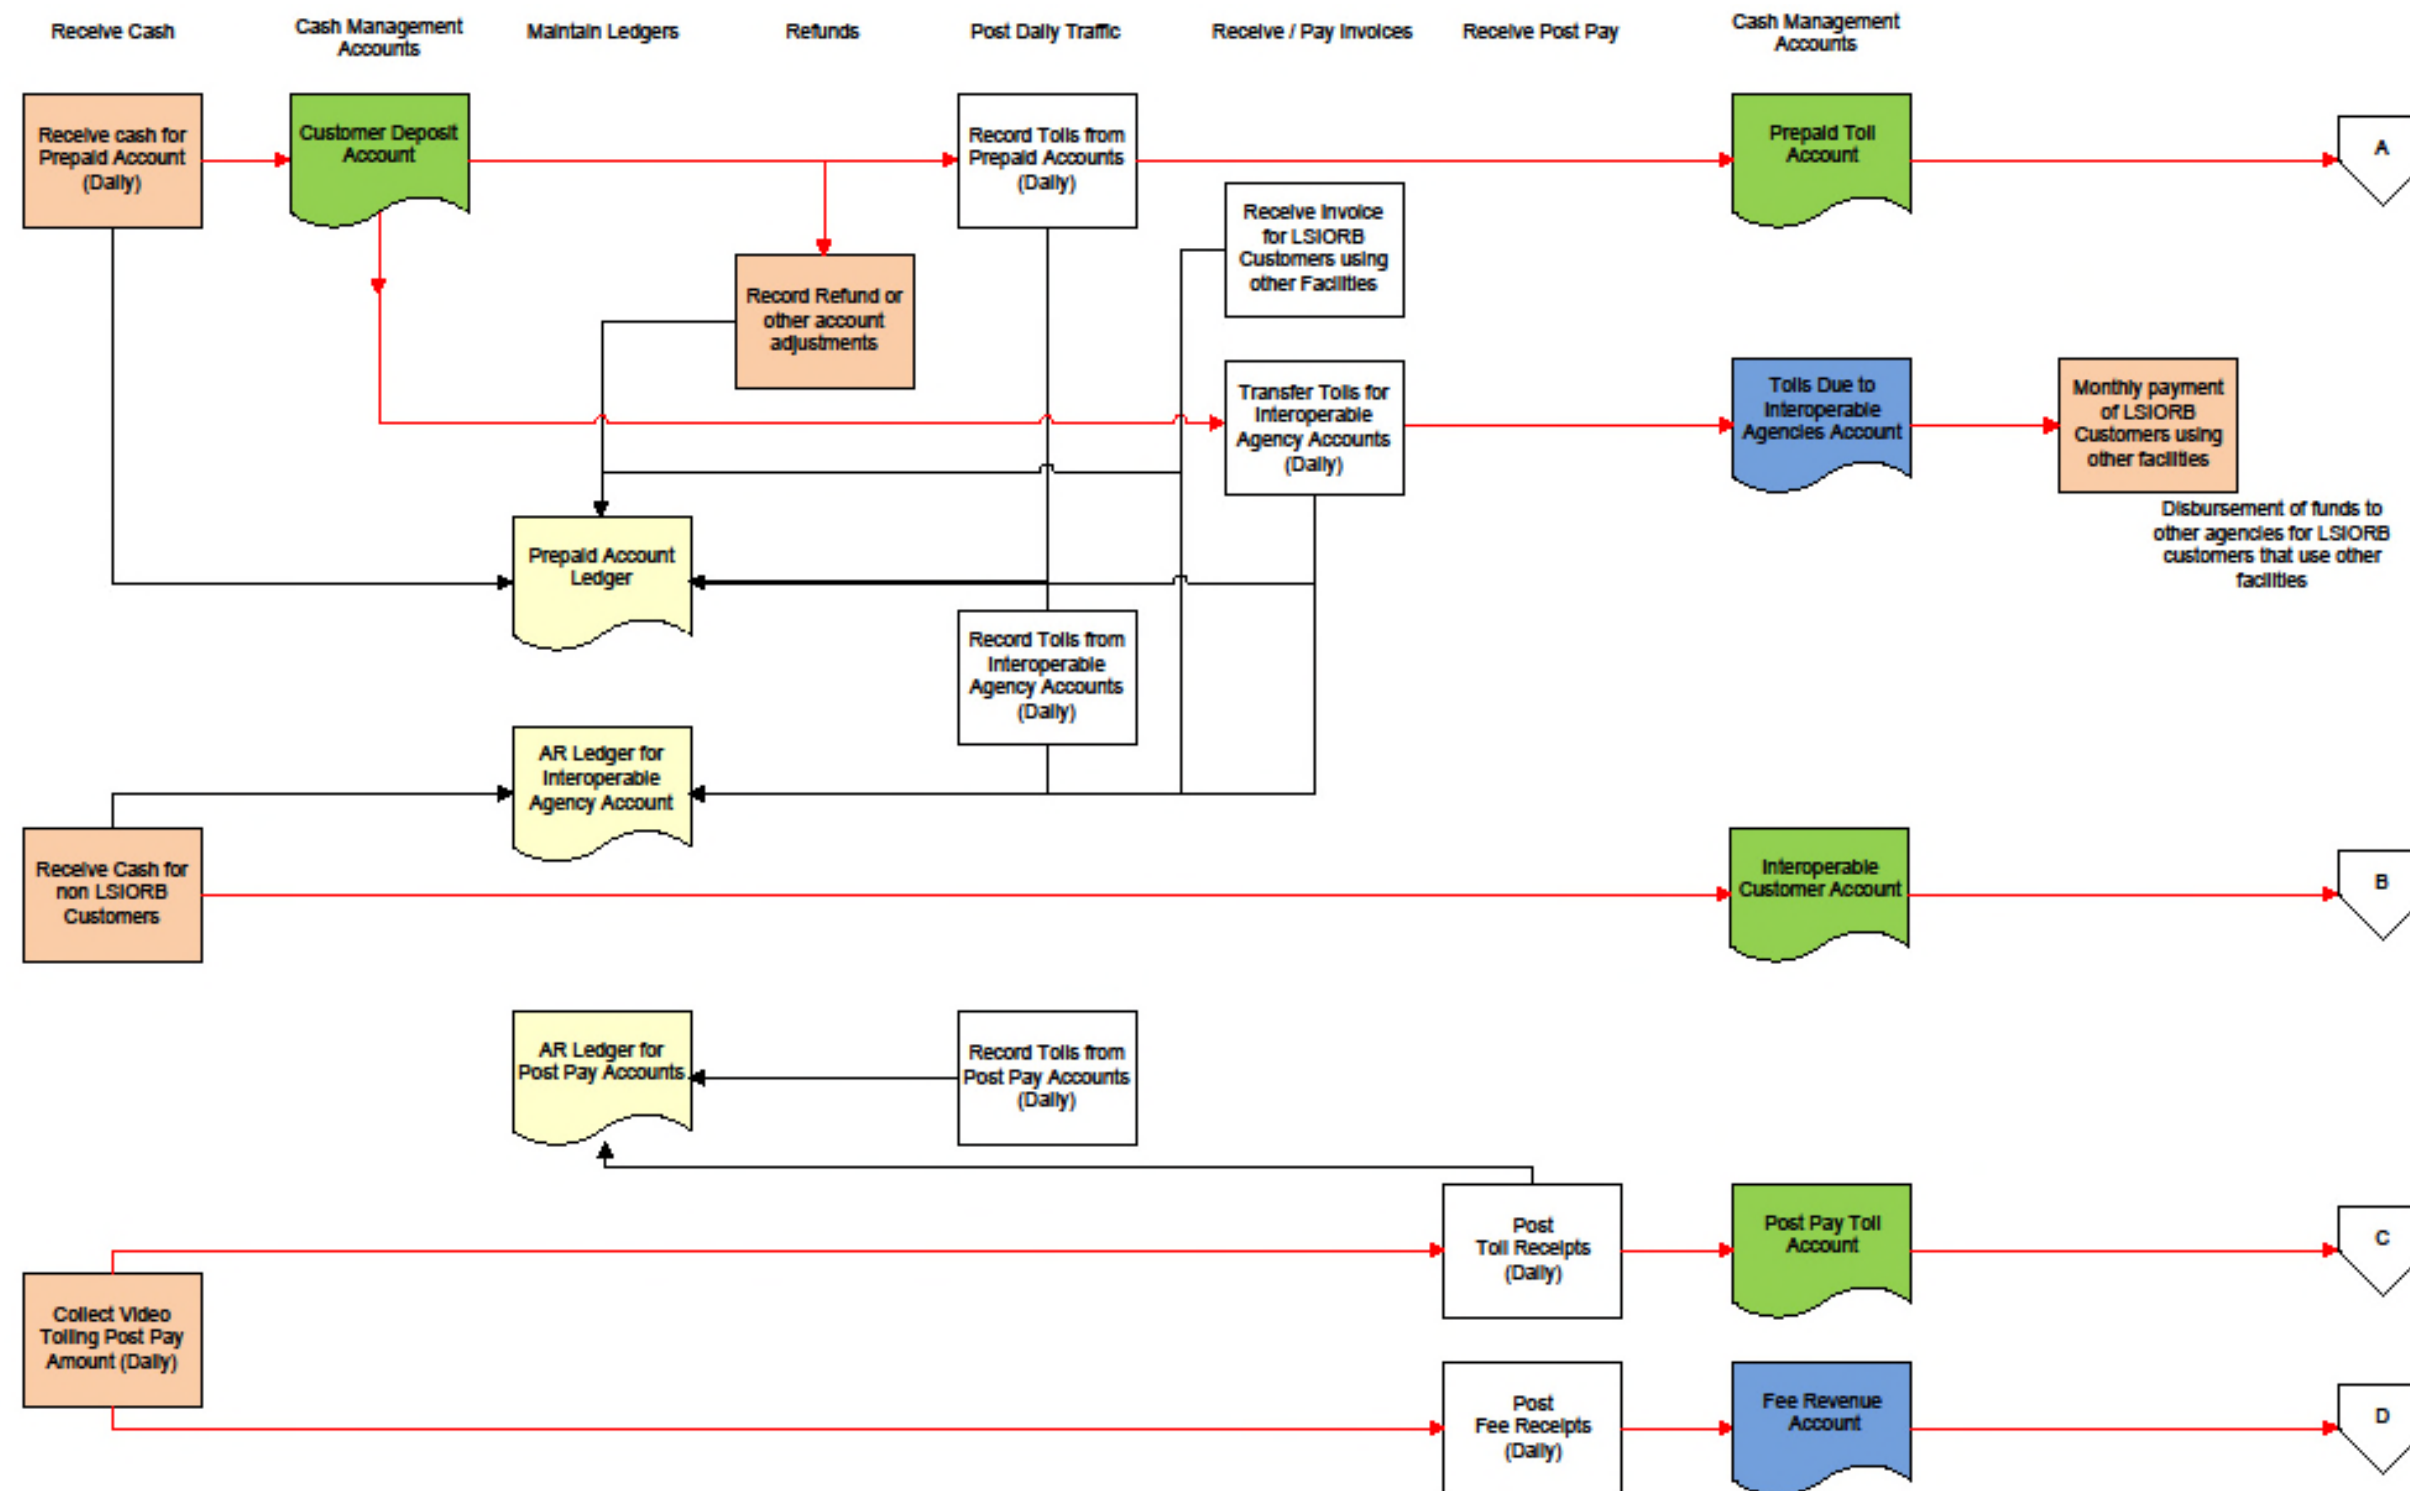 Receive Cash
Cash Management
Accounts
Maintain Ledgers
Refunds
Post Daily Traffic
Receive / Pay Invoices
Receive Post Pay
Cash Management
Accounts
Receive cash for
Prepaid Account
(Daily)
Customer Deposit
Account
Record Tolls from
Prepaid Accounts
(Daily)
Prepaid Toll
Account
A
Receive Invoice
for LSIORB
Customers using
other Facilities
Record Refund or
other account
adjustments
Transfer Tolls for
Interoperable
Agency Accounts
(Daily)
Tolls Due to
Interoperable
Agencies Account
Monthly payment
of LSIORB
Customers using
other facilities
Disbursement of funds to
other agencies for LSIORB
customers that use other
facilities
Prepaid Account
Ledger
Record Tolls from
Interoperable
Agency Accounts
(Daily)
AR Ledger for
Interoperable
Agency Account
Receive Cash for
non LSIORB
Customers
Interoperable
Customer Account
B
AR Ledger for
Post Pay Accounts
Record Tolls from
Post Pay Accounts
(Daily)
Post
Toll Receipts
(Daily)
Post Pay Toll
Account
C
Collect Video
Tolling Post Pay
Amount (Daily)
Post
Fee Receipts
(Daily)
Fee Revenue
Account
D